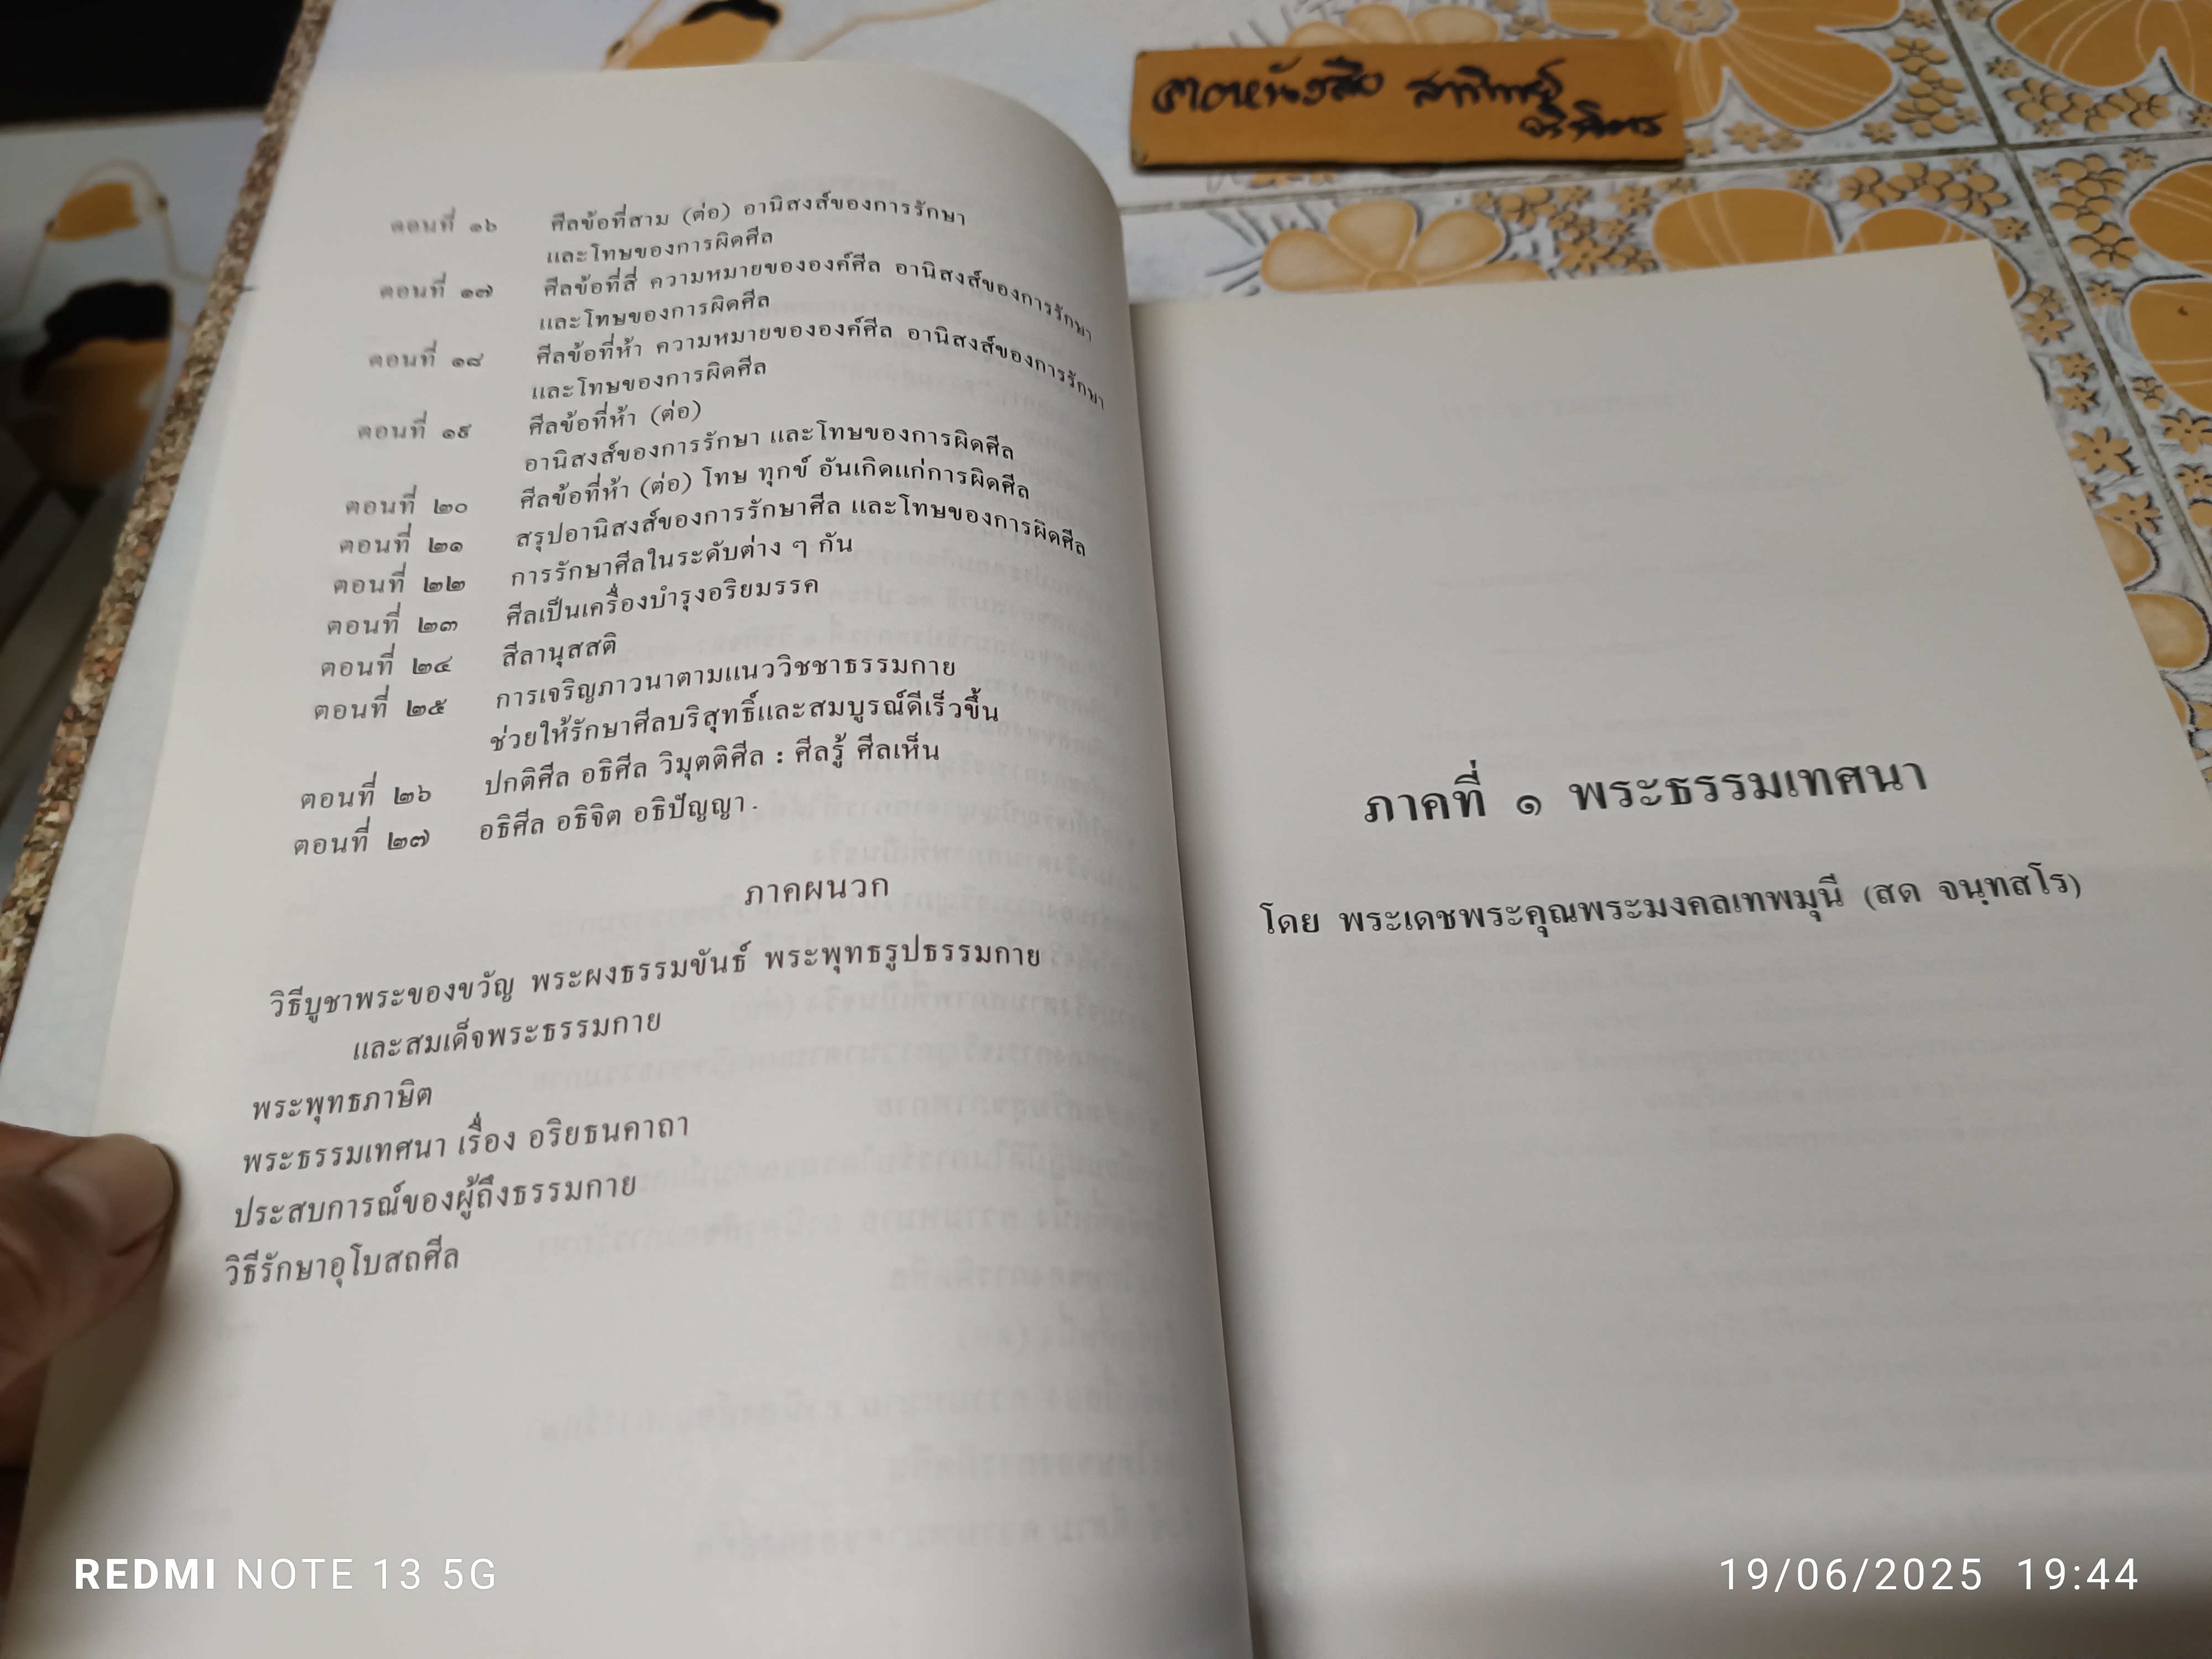 ตอนที่ ๑๖ ศีลข้อที่สาม (ต่อ) อานิสงส์ของการรักษา
และโทษของการผิดศีล
ตอนที่ ๑๗ ศีลข้อที่สี่ ความหมายขององค์ศีล อานิสงส์ของการรักษา
และโทษของการผิดศีล
ตอนที่ ๑๘ ศีลข้อที่ห้า ความหมายขององค์ศีล อานิสงส์ของการรักษา
และโทษของการผิดศีล
ตอนที่ ๑๙ ศีลข้อที่ห้า (ต่อ)
อานิสงส์ของการรักษา และโทษของการผิดศีล
ตอนที่ ๒๐ ศีลข้อที่ห้า (ต่อ) โทษ ทุกข์ อันเกิดแก่การผิดศีล
ตอนที่ ๒๑ สรุปอานิสงส์ของการรักษาศีล และโทษของการผิดศีล
ตอนที่ ๒๒ การรักษาศีลในระดับต่าง ๆ กัน
ตอนที่ ๒๓ ศีลเป็นเครื่องบำรุงอริยมรรค
ตอนที่ ๒๔ สีลานุสสติ
ตอนที่ ๒๕ การเจริญภาวนาตามแนววิชชาธรรมกาย
ช่วยให้รักษาศีลบริสุทธิ์และสมบูรณ์ดีเร็วขึ้น
ตอนที่ ๒๖ ปกติศีล อธิศีล วิมุตติศีล : ศีลรู้ ศีลเห็น
ตอนที่ ๒๗ อธิศีล อธิจิต อธิปัญญา .
ภาคผนวก
วิธีบูชาพระของขวัญ พระผงธรรมขันธ์ พระพุทธรูปธรรมกาย
และสมเด็จพระธรรมกาย
พระพุทธภาษิต
พระธรรมเทศนา เรื่อง อริยธนคาถา
ประสบการณ์ของผู้ถึงธรรมกาย
วิธีรักษาอุโบสถศีล
ภาคที่ ๑ พระธรรมเทศนา
โดย พระเดชพระคุณพระมงคลเทพมุนี (สด จนฺทสโร)
REDMI NOTE 13 5G
19/06/2025 19:44